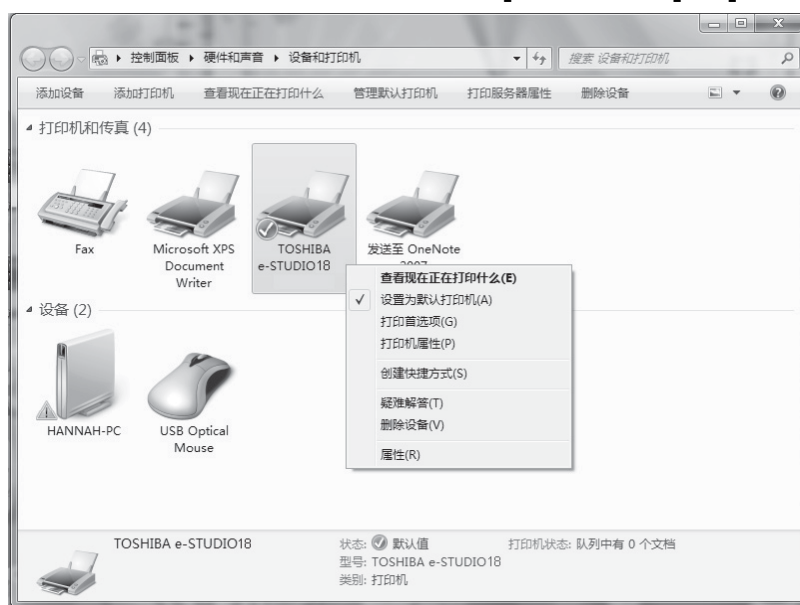 控制面板 ▸ 硬件和声音 ▸ 设备和打印机
搜索 设备和打印机
添加设备 添加打印机 查看现在正在打印什么 管理默认打印机 打印服务器属性 删除设备
打印机和传真 (4)
Fax
Microsoft XPS
Document
Writer
TOSHIBA
e-STUDIO18
发送至 OneNote
查看现在正在打印什么(E)
设置为默认打印机(A)
打印首选项(G)
打印机属性(P)
创建快捷方式(S)
疑难解答(T)
删除设备(V)
属性(R)
设备 (2)
HANNAH-PC
USB Optical
Mouse
TOSHIBA e-STUDIO18
状态: 默认值
打印机状态: 队列中有 0 个文档
型号: TOSHIBA e-STUDIO18
类别: 打印机